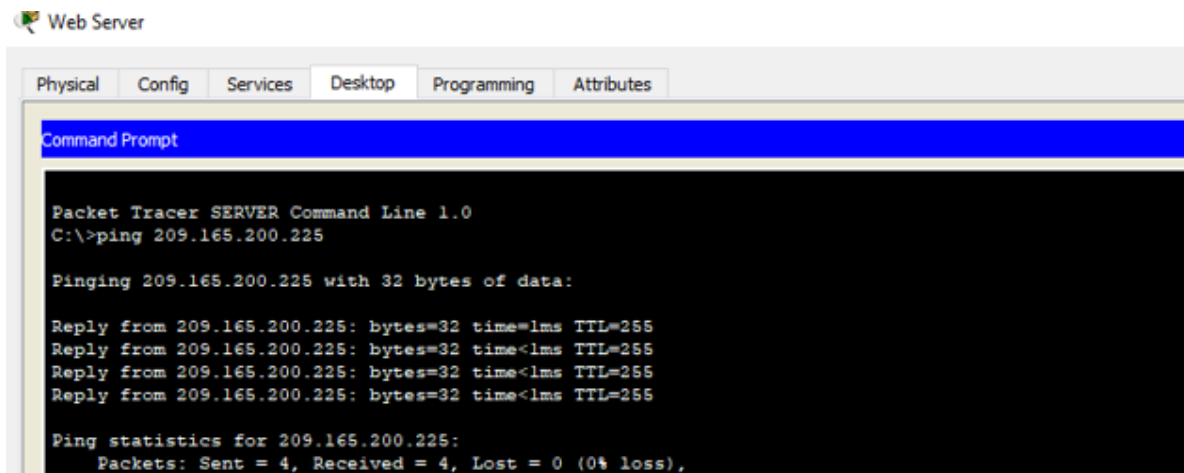 Web Server
Physical Config Services Desktop Programming Attributes
Command Prompt
Packet Tracer SERVER Command Line 1.0
C:\>ping 209.165.200.225
Pinging 209.165.200.225 with 32 bytes of data:
Reply from 209.165.200.225: bytes=32 time=1ms TTL=255
Reply from 209.165.200.225: bytes=32 time<1ms TTL=255
Reply from 209.165.200.225: bytes=32 time<1ms TTL=255
Reply from 209.165.200.225: bytes=32 time<1ms TTL=255
Ping statistics for 209.165.200.225:
Packets: Sent = 4, Received = 4, Lost = 0 (0% loss),